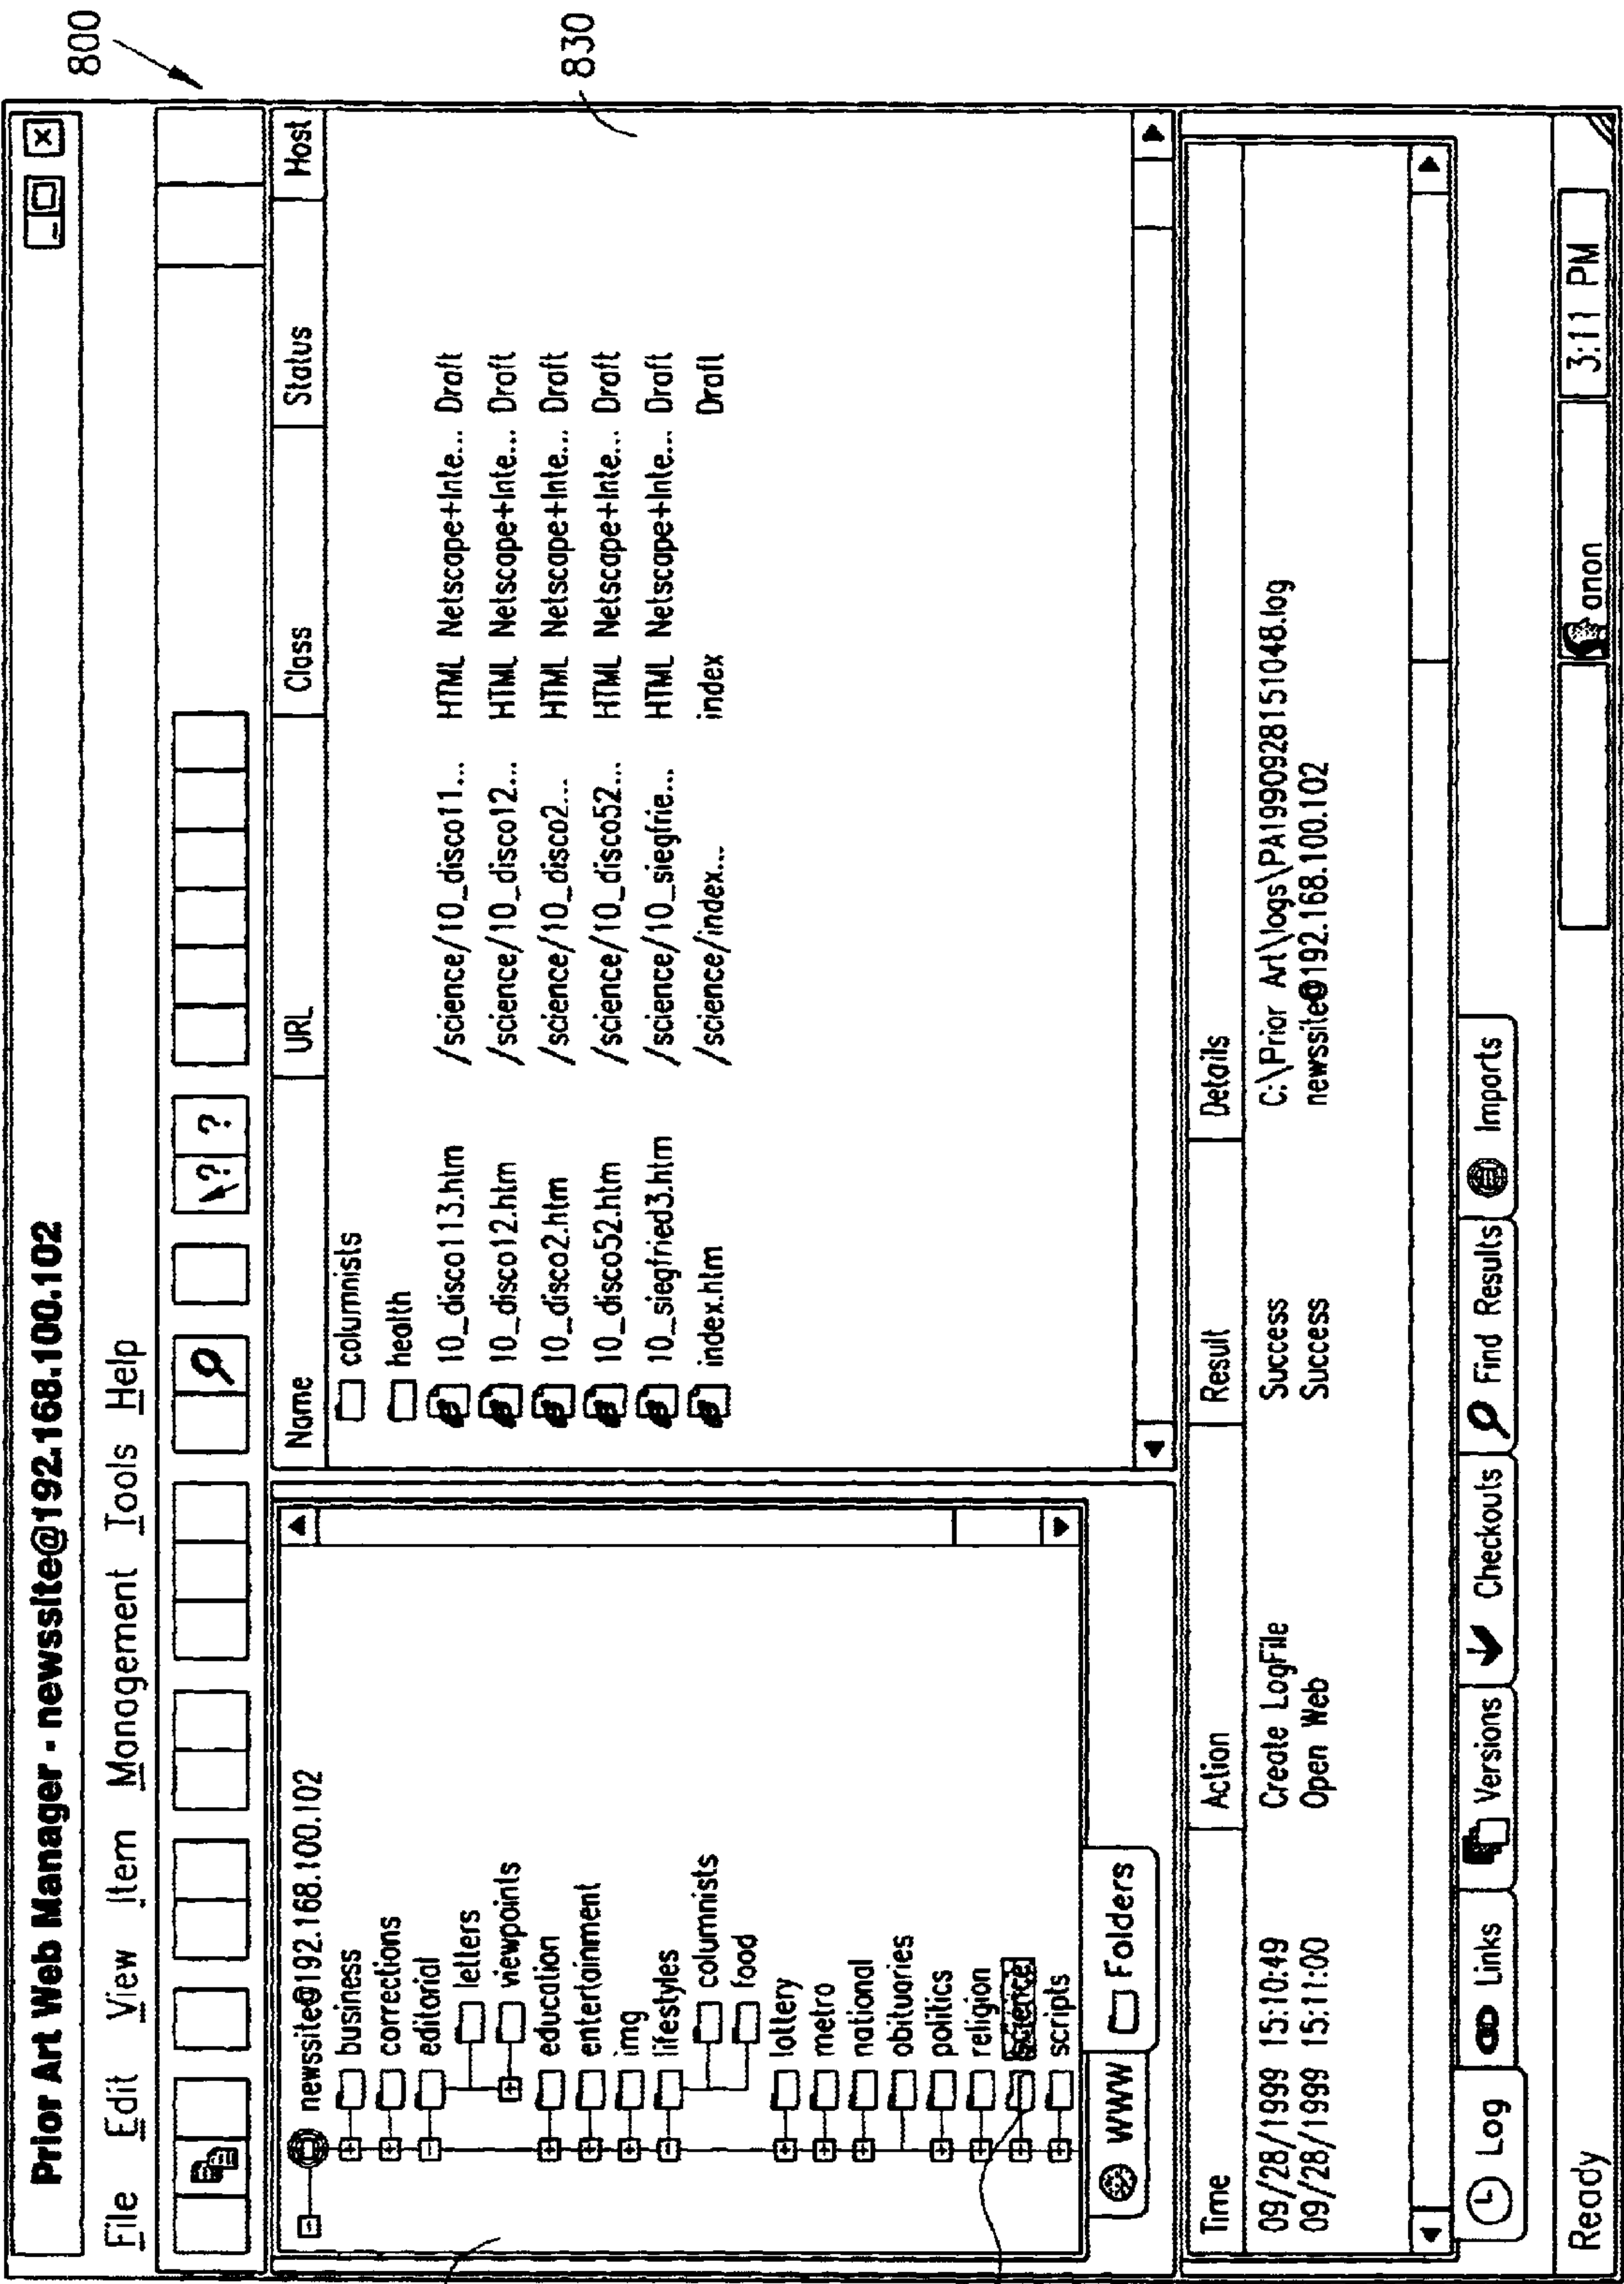 800
Prior Art Web Manager - newssite@192.168.100.102
File Edit View Item Management Tools Help
? ?
newssite@192.168.100.102
business
corrections
editorial
letters
viewpoints
education
entertainment
img
lifestyles
columnists
food
lottery
metro
national
obituaries
politics
religion
science
scripts
WWW Folders
Name URL Class Status Host
columnists
health
10_disco113.htm /science/10_disco11... HTML Netscape+Inte... Draft
10_disco12.htm /science/10_disco12... HTML Netscape+Inte... Draft
10_disco2.htm /science/10_disco2... HTML Netscape+Inte... Draft
10_disco52.htm /science/10_disco52... HTML Netscape+Inte... Draft
10_siegfried3.htm /science/10_siegfrie... HTML Netscape+Inte... Draft
index.htm /science/index... index Draft
830
Time Action Result Details
09/28/1999 15:10:49 Create LogFile Success C:\Prior Art\logs\PA1990928151048.log
09/28/1999 15:11:00 Open Web Success newssite@192.168.100.102
Log Links Versions Checkouts Find Results Imports
Ready anon 3:11 PM